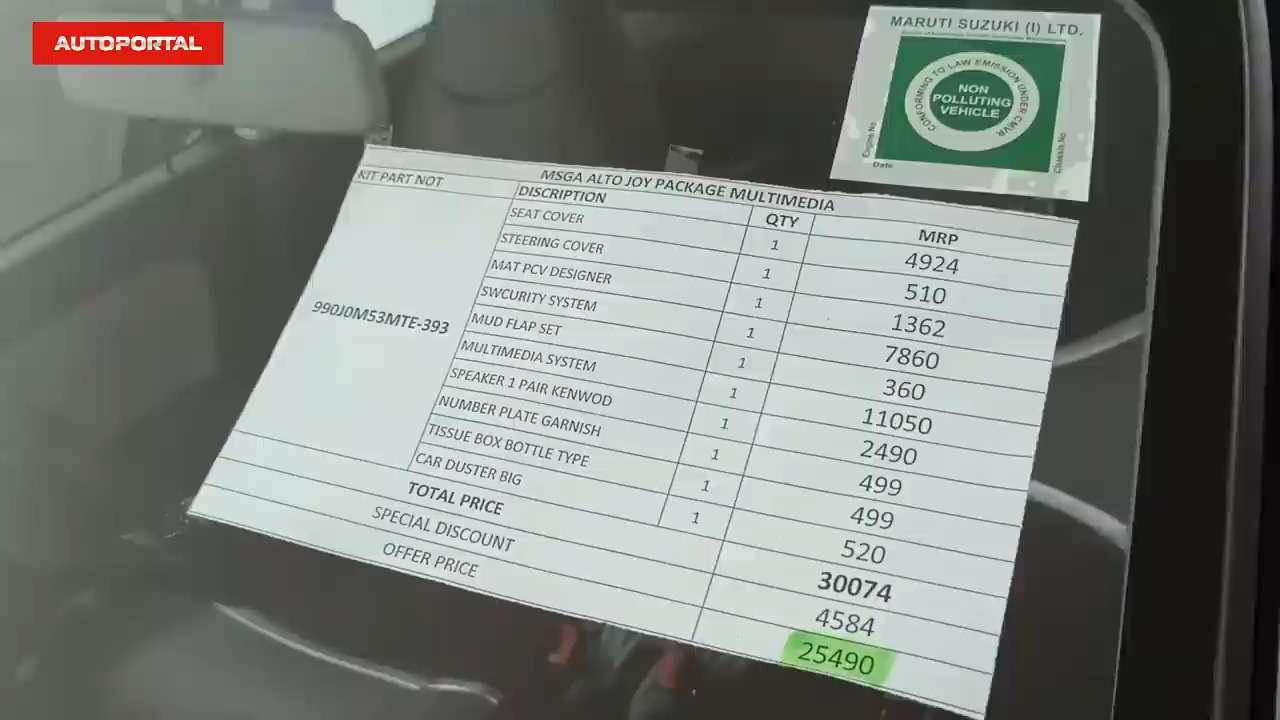 AUTOPORTAL
MARUTI SUZUKI (I) LTD.
CONFORMING TO LAW EMISSION UNDER CMVR
NON
POLLUTING
VEHICLE
Engine No.
Chassis No.
Date
MSGA ALTO JOY PACKAGE MULTIMEDIA
KIT PART NOT DISCRIPTION QTY MRP
990J0M53MTE-393
SEAT COVER 1 4924
STEERING COVER 1 510
MAT PCV DESIGNER 1 1362
SWCURITY SYSTEM 1 7860
MUD FLAP SET 1 360
MULTIMEDIA SYSTEM 1 11050
SPEAKER 1 PAIR KENWOD 1 2490
NUMBER PLATE GARNISH 1 499
TISSUE BOX BOTTLE TYPE 1 499
CAR DUSTER BIG 1 520
TOTAL PRICE 30074
SPECIAL DISCOUNT 4584
OFFER PRICE 25490